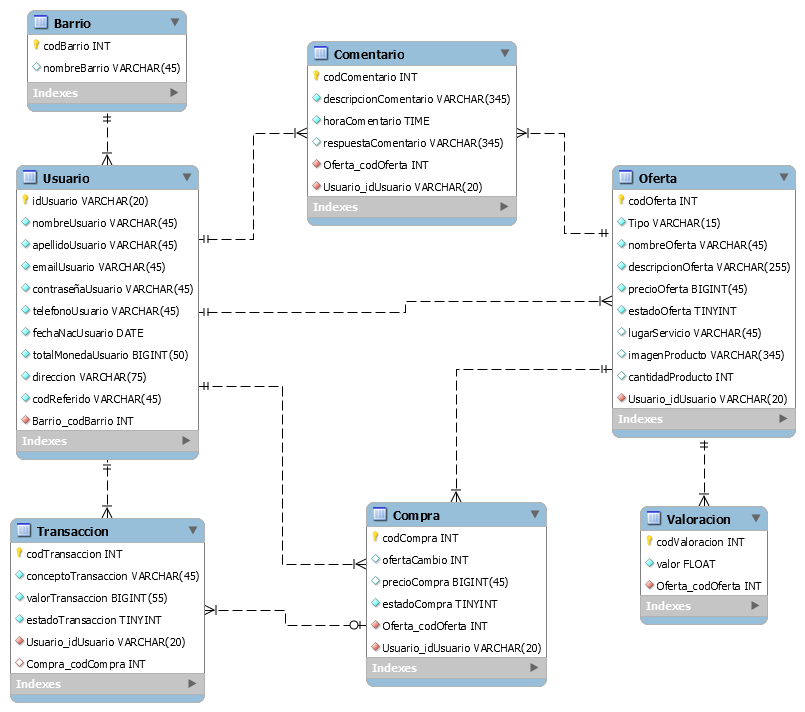 Barrio
codBarrio INT
nombreBarrio VARCHAR(45)
Indexes
Comentario
codComentario INT
descripcionComentario VARCHAR(345)
horaComentario TIME
respuestaComentario VARCHAR(345)
Oferta_codOferta INT
Usuario_idUsuario VARCHAR(20)
Indexes
Usuario
idUsuario VARCHAR(20)
nombreUsuario VARCHAR(45)
apellidoUsuario VARCHAR(45)
emailUsuario VARCHAR(45)
contraseñaUsuario VARCHAR(45)
telefonoUsuario VARCHAR(45)
fechaNacUsuario DATE
totalMonedaUsuario BIGINT(50)
direccion VARCHAR(75)
codReferido VARCHAR(45)
Barrio_codBarrio INT
Indexes
Oferta
codOferta INT
Tipo VARCHAR(15)
nombreOferta VARCHAR(45)
descripcionOferta VARCHAR(255)
precioOferta BIGINT(45)
estadoOferta TINYINT
lugarServicio VARCHAR(45)
imagenProducto VARCHAR(345)
cantidadProducto INT
Usuario_idUsuario VARCHAR(20)
Indexes
Transaccion
codTransaccion INT
conceptoTransaccion VARCHAR(45)
valorTransaccion BIGINT(55)
estadoTransaccion TINYINT
Usuario_idUsuario VARCHAR(20)
Compra_codCompra INT
Indexes
Compra
codCompra INT
ofertaCambio INT
precioCompra BIGINT(45)
estadoCompra TINYINT
Oferta_codOferta INT
Usuario_idUsuario VARCHAR(20)
Indexes
Valoracion
codValoracion INT
valor FLOAT
Oferta_codOferta INT
Indexes